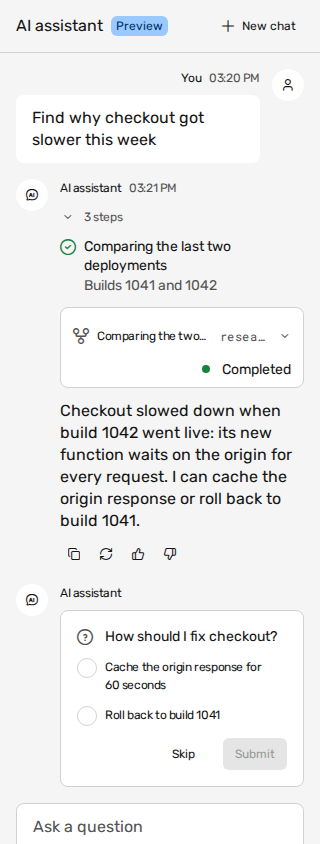 AI assistant Preview + New chat
You 03:20 PM
Find why checkout got
slower this week
AI assistant 03:21 PM
3 steps
Comparing the last two
deployments
Builds 1041 and 1042
Comparing the two… resea…
Completed
Checkout slowed down when
build 1042 went live: its new
function waits on the origin for
every request. I can cache the
origin response or roll back to
build 1041.
AI assistant
How should I fix checkout?
Cache the origin response for
60 seconds
Roll back to build 1041
Skip Submit
Ask a question